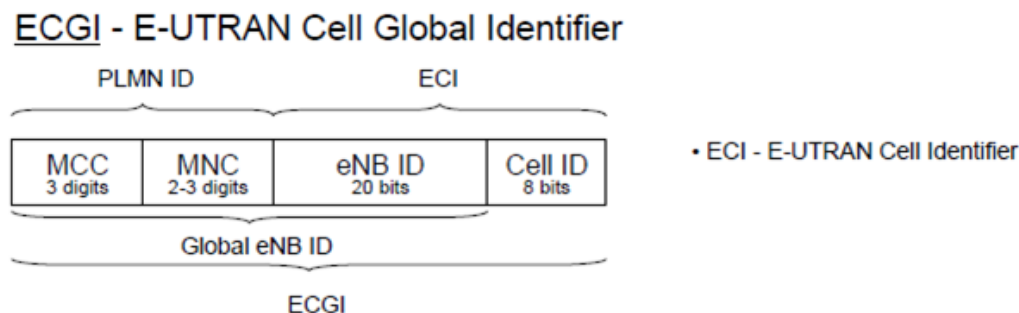 ECGI - E-UTRAN Cell Global Identifier
PLMN ID ECI
MCC MNC eNB ID Cell ID
3 digits 2-3 digits 20 bits 8 bits
• ECI - E-UTRAN Cell Identifier
Global eNB ID
ECGI